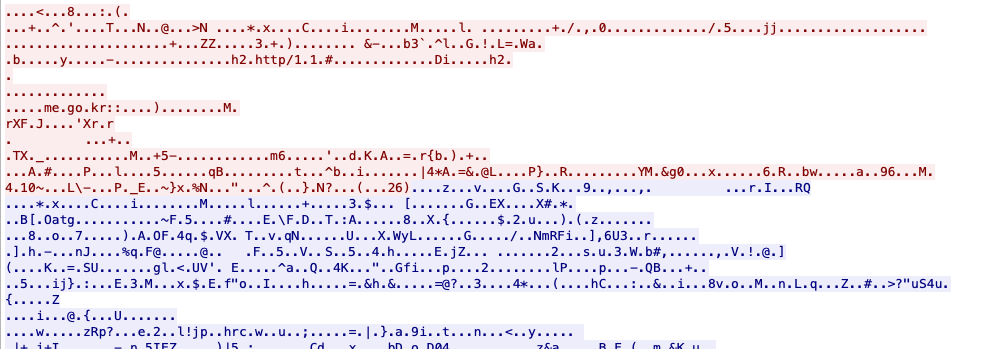 ....<...8...:.(.
...+..^.'....T...N..@...>N ....*.x....C....i........M.....l. .........+./.,.0............./.5....jj...................
.......................+...ZZ.....3.+.)........ &—...b3`.^l..G.!.L=.Wa.
.b.....y.....—................h2.http/1.1.#.............Di.....h2.
.
.............
.....me.go.kr::....)........M.
rXF.J....'Xr.r
. ...+..
.TX._...........M..+5—............m6.....'..d.K.A..=.r{b.).+..
...A.#....P...l....5......qB.........t...^b..i.......|4*A.=&.@L....P}..R.........YM.&g0...x......6.R..bw.....a..96...M.
4.10~...L\—...P._E..~}x.%N..."...^.(..}.N?...(...26)....z...v....G..S.K...9..,...,. ...r.I...RQ
....*.x....C....i........M......l......+.....3.$... [.......G..EX....X#.*.
..B[.Oatg...........~F.5....#....E.\F.D..T.:A......8..X.{......$.2.u...).(.z.......
...8..o..7.....).A.OF.4q.$.VX. T..v.qN......U...X.WyL......G...../..NmRFi..],6U3..r......
.].h.—...nJ....%q.F@.....@.. .F..5..V..S..5..4.h.....E.jZ... .......2...s.u.3.W.b#,......,.V.!.@.]
(....K..=.SU.......gl.<.UV'. E.....^a..Q..4K..."..Gfi...p....2........lP....p...—.QB...+..
..5...ij}.:...E.3.M...x.$.E.f"o..I....h.....=.&h.&.....=@?..3....4*...(....hC...:..&..i...8v.o..M..n.L.q...Z..#..>?"uS4u.
{.....Z
....i...@.{...U.......
....w.....zRp?...e.2..l!jp..hrc.w...u..;.....=.|.}.a.9i..t...n...<..y.....